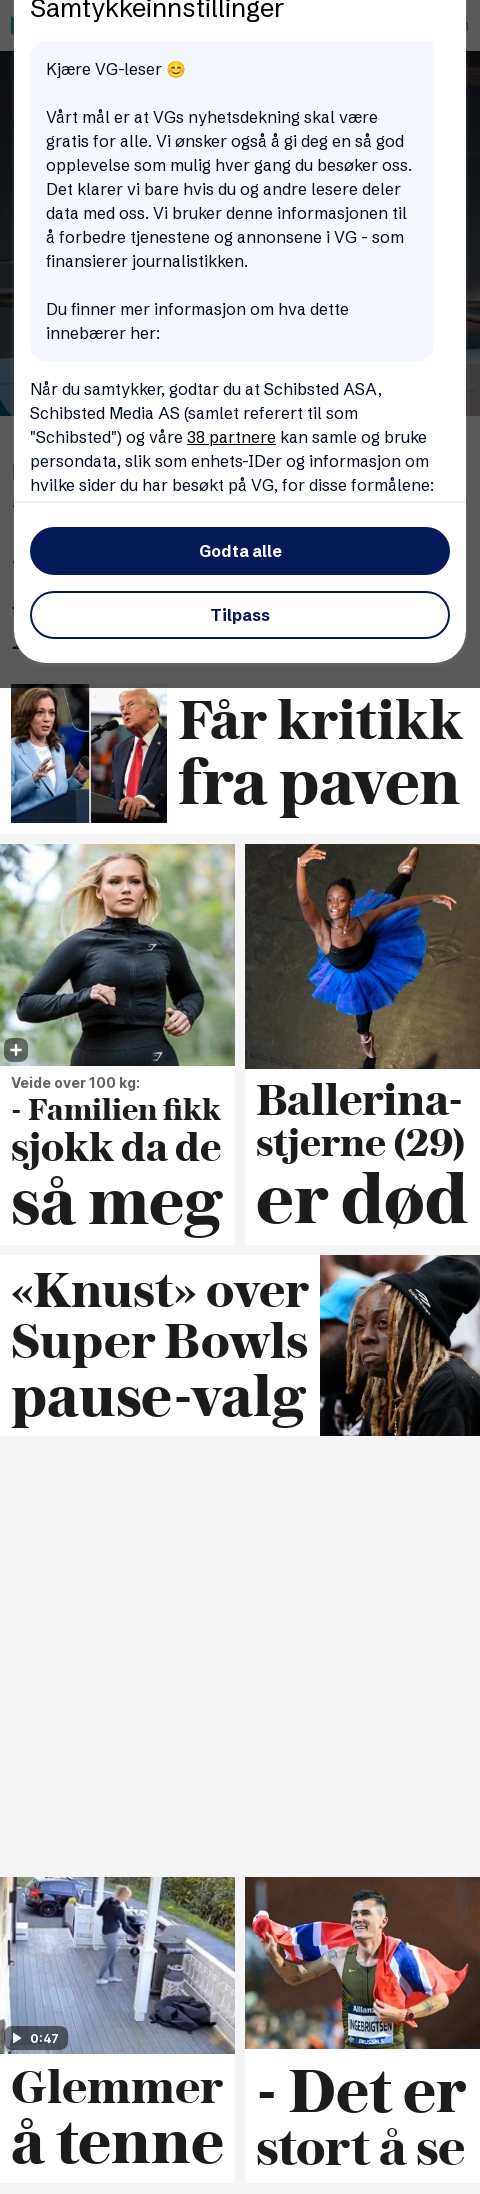 Samtykkeinnstillinger
Kjære VG-leser 😊
Vårt mål er at VGs nyhetsdekning skal være
gratis for alle. Vi ønsker også å gi deg en så god
opplevelse som mulig hver gang du besøker oss.
Det klarer vi bare hvis du og andre lesere deler
data med oss. Vi bruker denne informasjonen til
å forbedre tjenestene og annonsene i VG - som
finansierer journalistikken.
Du finner mer informasjon om hva dette
innebærer her:
Når du samtykker, godtar du at Schibsted ASA,
Schibsted Media AS (samlet referert til som
"Schibsted") og våre 38 partnere kan samle og bruke
persondata, slik som enhets-IDer og informasjon om
hvilke sider du har besøkt på VG, for disse formålene:
Godta alle
Tilpass
Får kritikk
fra paven
Veide over 100 kg:
- Familien fikk
sjokk da de
så meg
Ballerina-
stjerne (29)
er død
«Knust» over
Super Bowls
pause-valg
0:47
Glemmer
å tenne
Allianz
INGEBRIGTSEN
BRUSSELS
- Det er
stort å se